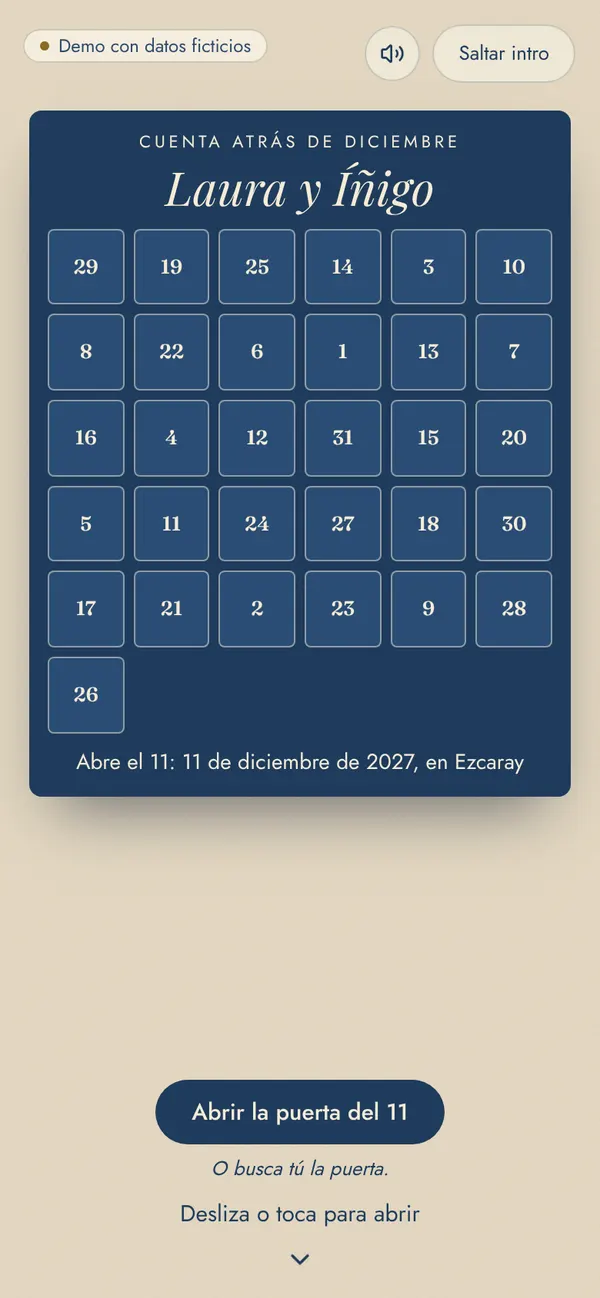 Demo con datos ficticios
Saltar intro
CUENTA ATRÁS DE DICIEMBRE
Laura y Íñigo
29 19 25 14 3 10
8 22 6 1 13 7
16 4 12 31 15 20
5 11 24 27 18 30
17 21 2 23 9 28
26
Abre el 11: 11 de diciembre de 2027, en Ezcaray
Abrir la puerta del 11
O busca tú la puerta.
Desliza o toca para abrir